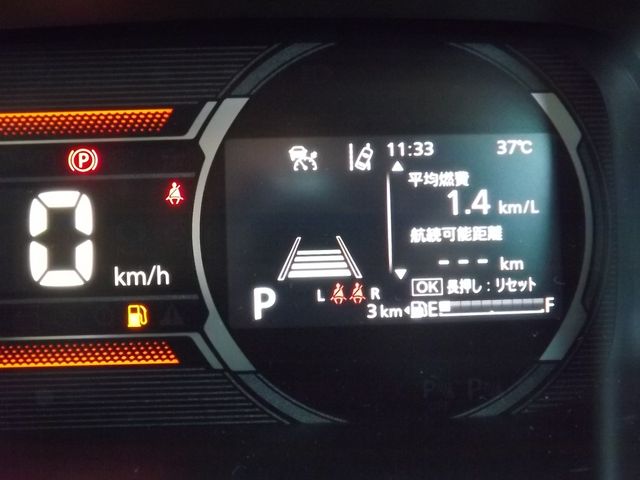 11:33 37℃
平均燃費
1.4 km/L
航続可能距離
--- km
OK 長押し:リセット
P
0 km/h
P
L R
3 km E F